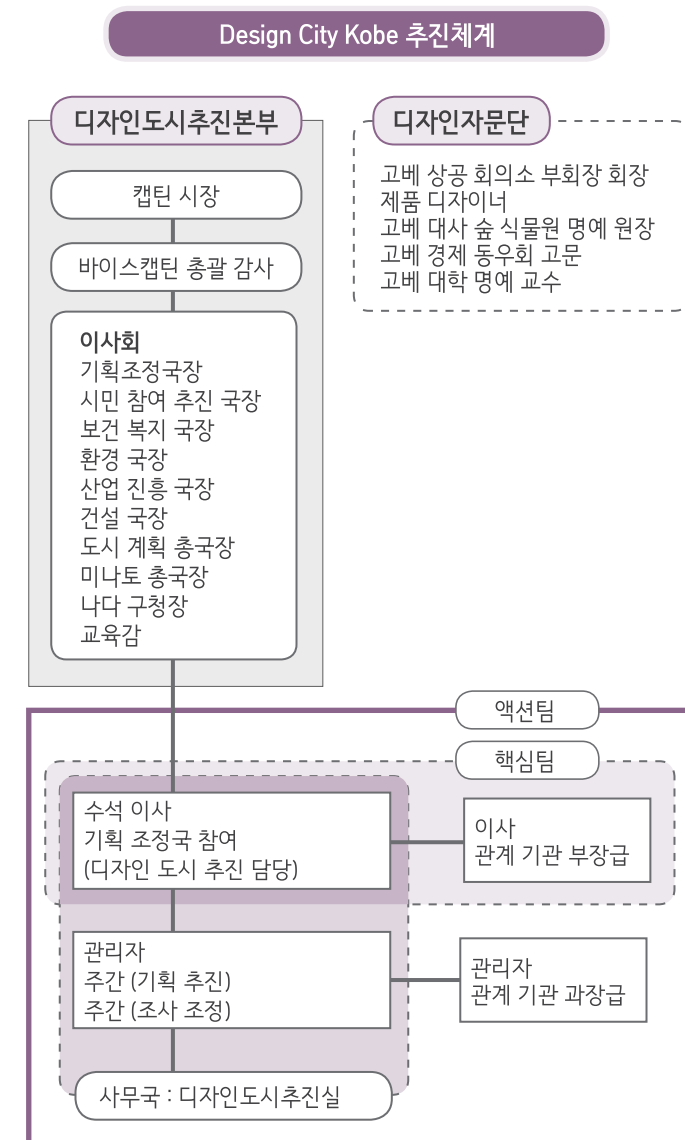 Design City Kobe 추진체계
디자인도시추진본부
캡틴 시장
바이스캡틴 총괄 감사
이사회
기획조정국장
시민 참여 추진 국장
보건 복지 국장
환경 국장
산업 진흥 국장
건설 국장
도시 계획 총국장
미나토 총국장
나다 구청장
교육감
디자인자문단
고베 상공 회의소 부회장 회장
제품 디자이너
고베 대사 숲 식물원 명예 원장
고베 경제 동우회 고문
고베 대학 명예 교수
액션팀
핵심팀
수석 이사
기획 조정국 참여
(디자인 도시 추진 담당)
이사
관계 기관 부장급
관리자
주간 (기획 추진)
주간 (조사 조정)
관리자
관계 기관 과장급
사무국 : 디자인도시추진실